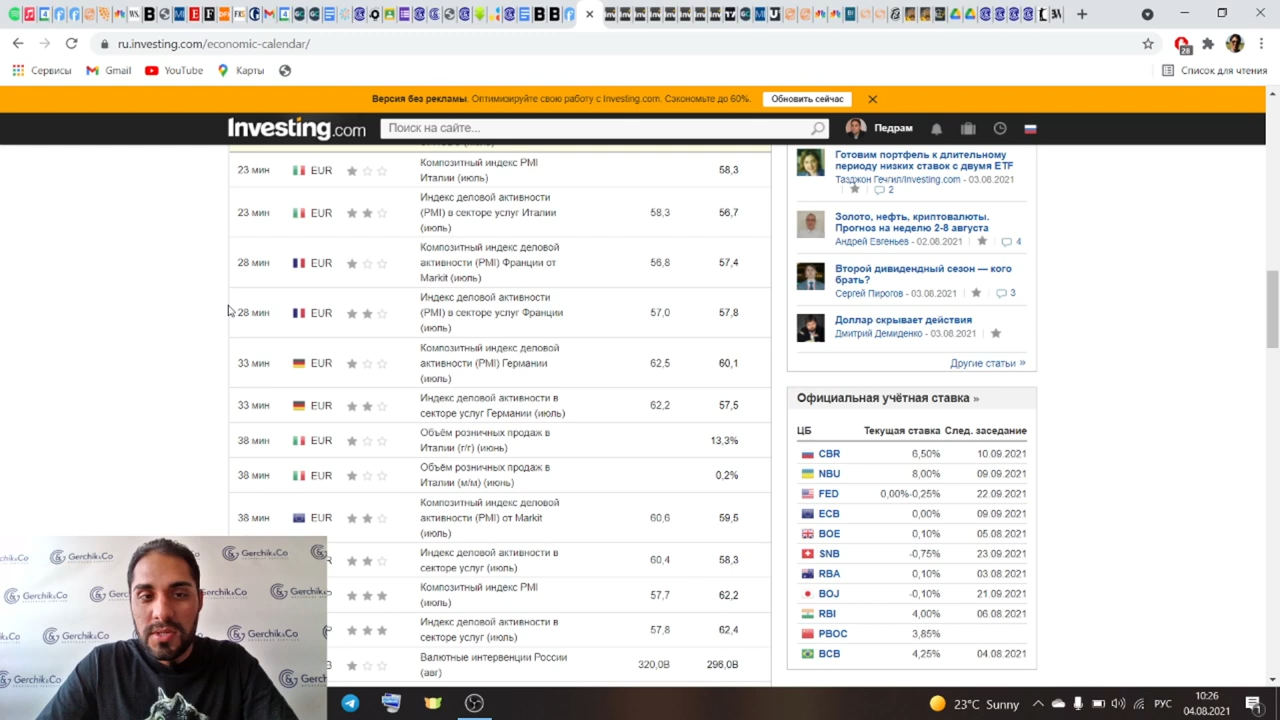 ru.investing.com/economic-calendar/
28
Сервисы
Gmail
YouTube
Карты
Список для чтения
Версия без рекламы. Оптимизируйте свою работу с Investing.com. Сэкономьте до 60%.
Обновить сейчас
Investing.com
Поиск на сайте...
Педрам
23 мин EUR Композитный индекс PMI 58,3
Италии (июль)
23 мин EUR Индекс деловой активности 58,3 56,7
(PMI) в секторе услуг Италии
(июль)
28 мин EUR Композитный индекс деловой 56,8 57,4
активности (PMI) Франции от
Markit (июль)
28 мин EUR Индекс деловой активности 57,0 57,8
(PMI) в секторе услуг Франции
(июль)
33 мин EUR Композитный индекс деловой 62,5 60,1
активности (PMI) Германии
(июль)
33 мин EUR Индекс деловой активности в 62,2 57,5
секторе услуг Германии (июль)
38 мин EUR Объём розничных продаж в 13,3%
Италии (г/г) (июнь)
38 мин EUR Объём розничных продаж в 0,2%
Италии (м/м) (июнь)
38 мин EUR Композитный индекс деловой 60,6 59,5
активности (PMI) от Markit
(июль)
Индекс деловой активности в 60,4 58,3
секторе услуг (июль)
Композитный индекс PMI 57,7 62,2
(июль)
Индекс деловой активности в 57,8 62,4
секторе услуг (июль)
Валютные интервенции России 320,0B 296,0B
(авг)
Готовим портфель к длительному
периоду низких ставок с двумя ETF
Тазджон Гечгил/Investing.com - 03.08.2021
2
Золото, нефть, криптовалюты.
Прогноз на неделю 2-8 августа
Андрей Евгеньев - 02.08.2021 4
Второй дивидендный сезон — кого
брать?
Сергей Пирогов - 03.08.2021 3
Доллар скрывает действия
Дмитрий Демиденко - 03.08.2021
Другие статьи »
Официальная учётная ставка »
ЦБ Текущая ставка След. заседание
CBR 6,50% 10.09.2021
NBU 8,00% 09.09.2021
FED 0,00%-0,25% 22.09.2021
ECB 0,00% 09.09.2021
BOE 0,10% 05.08.2021
SNB -0,75% 23.09.2021
RBA 0,10% 03.08.2021
BOJ -0,10% 21.09.2021
RBI 4,00% 06.08.2021
PBOC 3,85%
BCB 4,25% 04.08.2021
Gerchik&Co
Gerchik&Co
Gerchik&Co
Gerchik&Co
23°C Sunny
РУС
10:26
04.08.2021